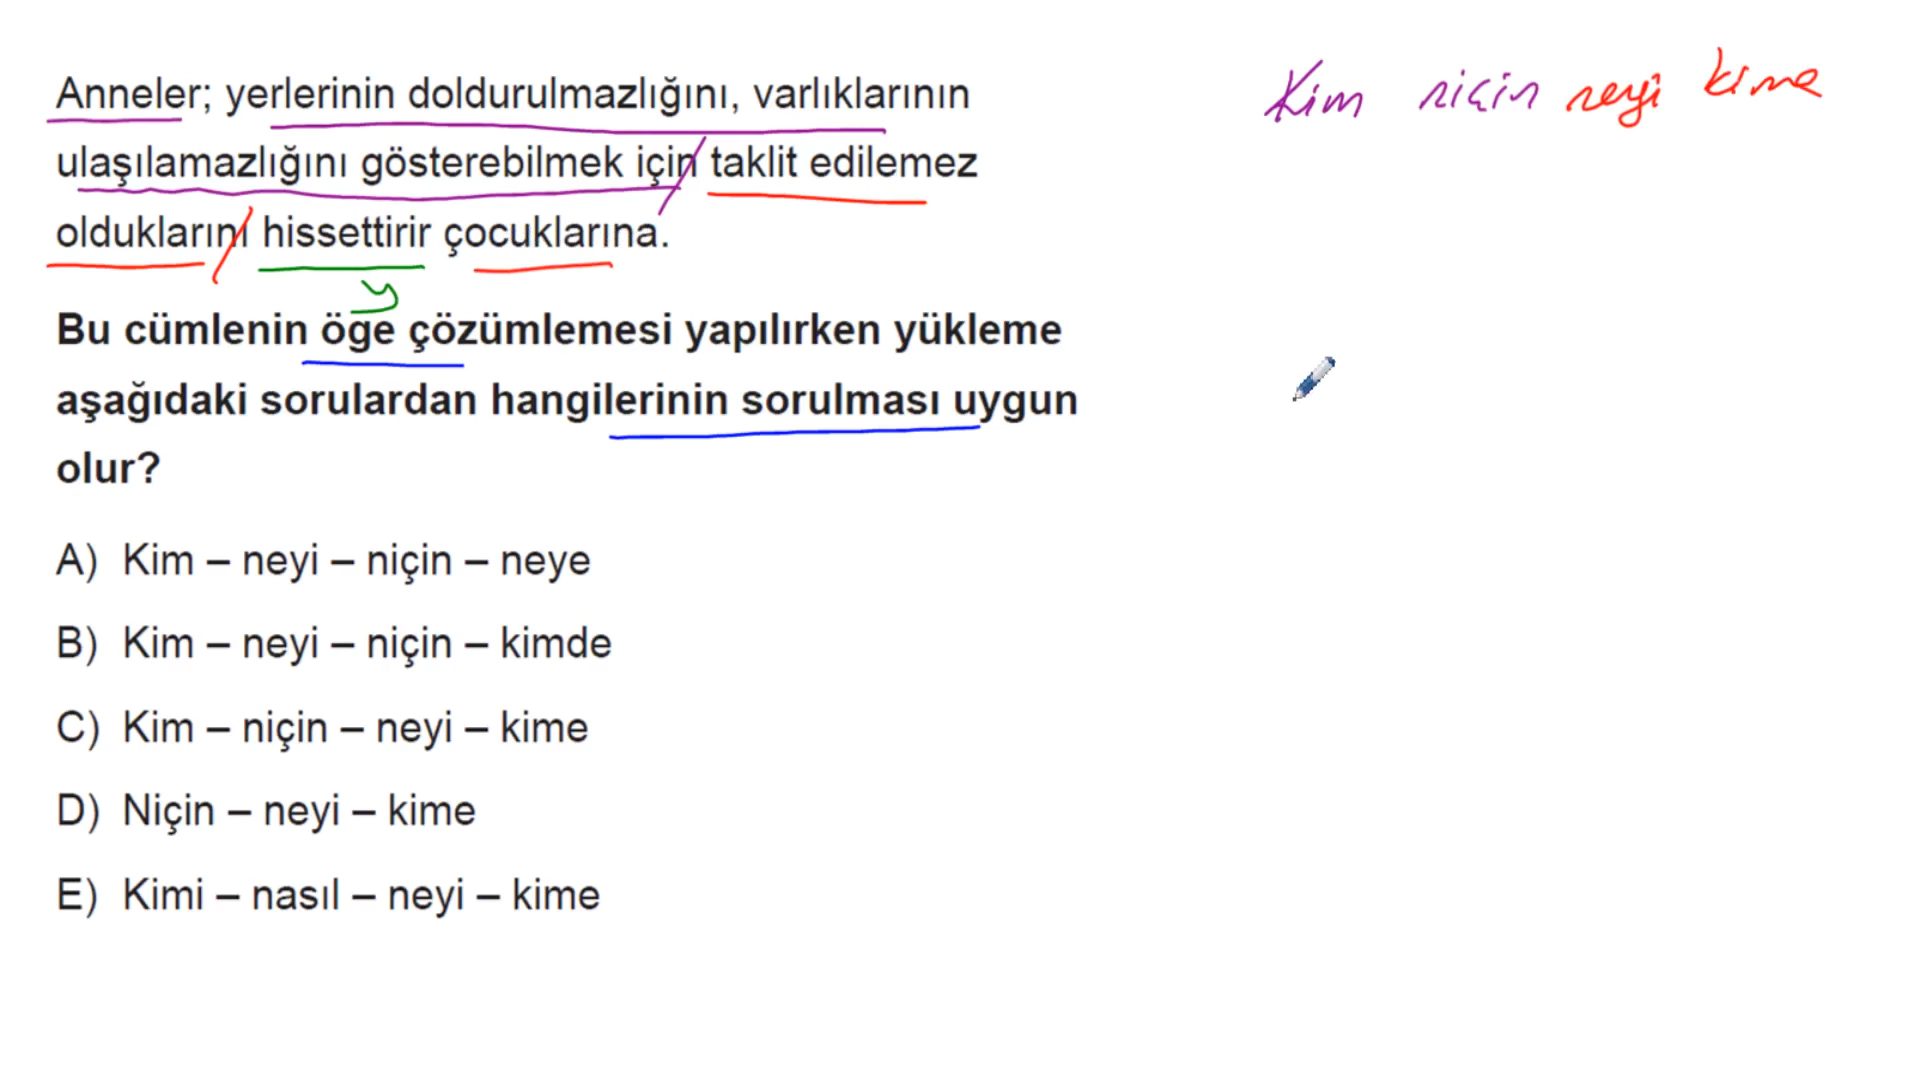 Anneler; yerlerinin doldurulmazlığını, varlıklarının
ulaşılamazlığını gösterebilmek için taklit edilemez
olduklarını hissettirir çocuklarına.
y
Bu cümlenin öge çözümlemesi yapılırken yükleme
aşağıdaki sorulardan hangilerinin sorulması uygun
olur?
A) Kim – neyi – niçin – neye
B) Kim – neyi – niçin – kimde
C) Kim – niçin – neyi – kime
D) Niçin – neyi – kime
E) Kimi – nasıl – neyi – kime
Kim niçin neyi kime